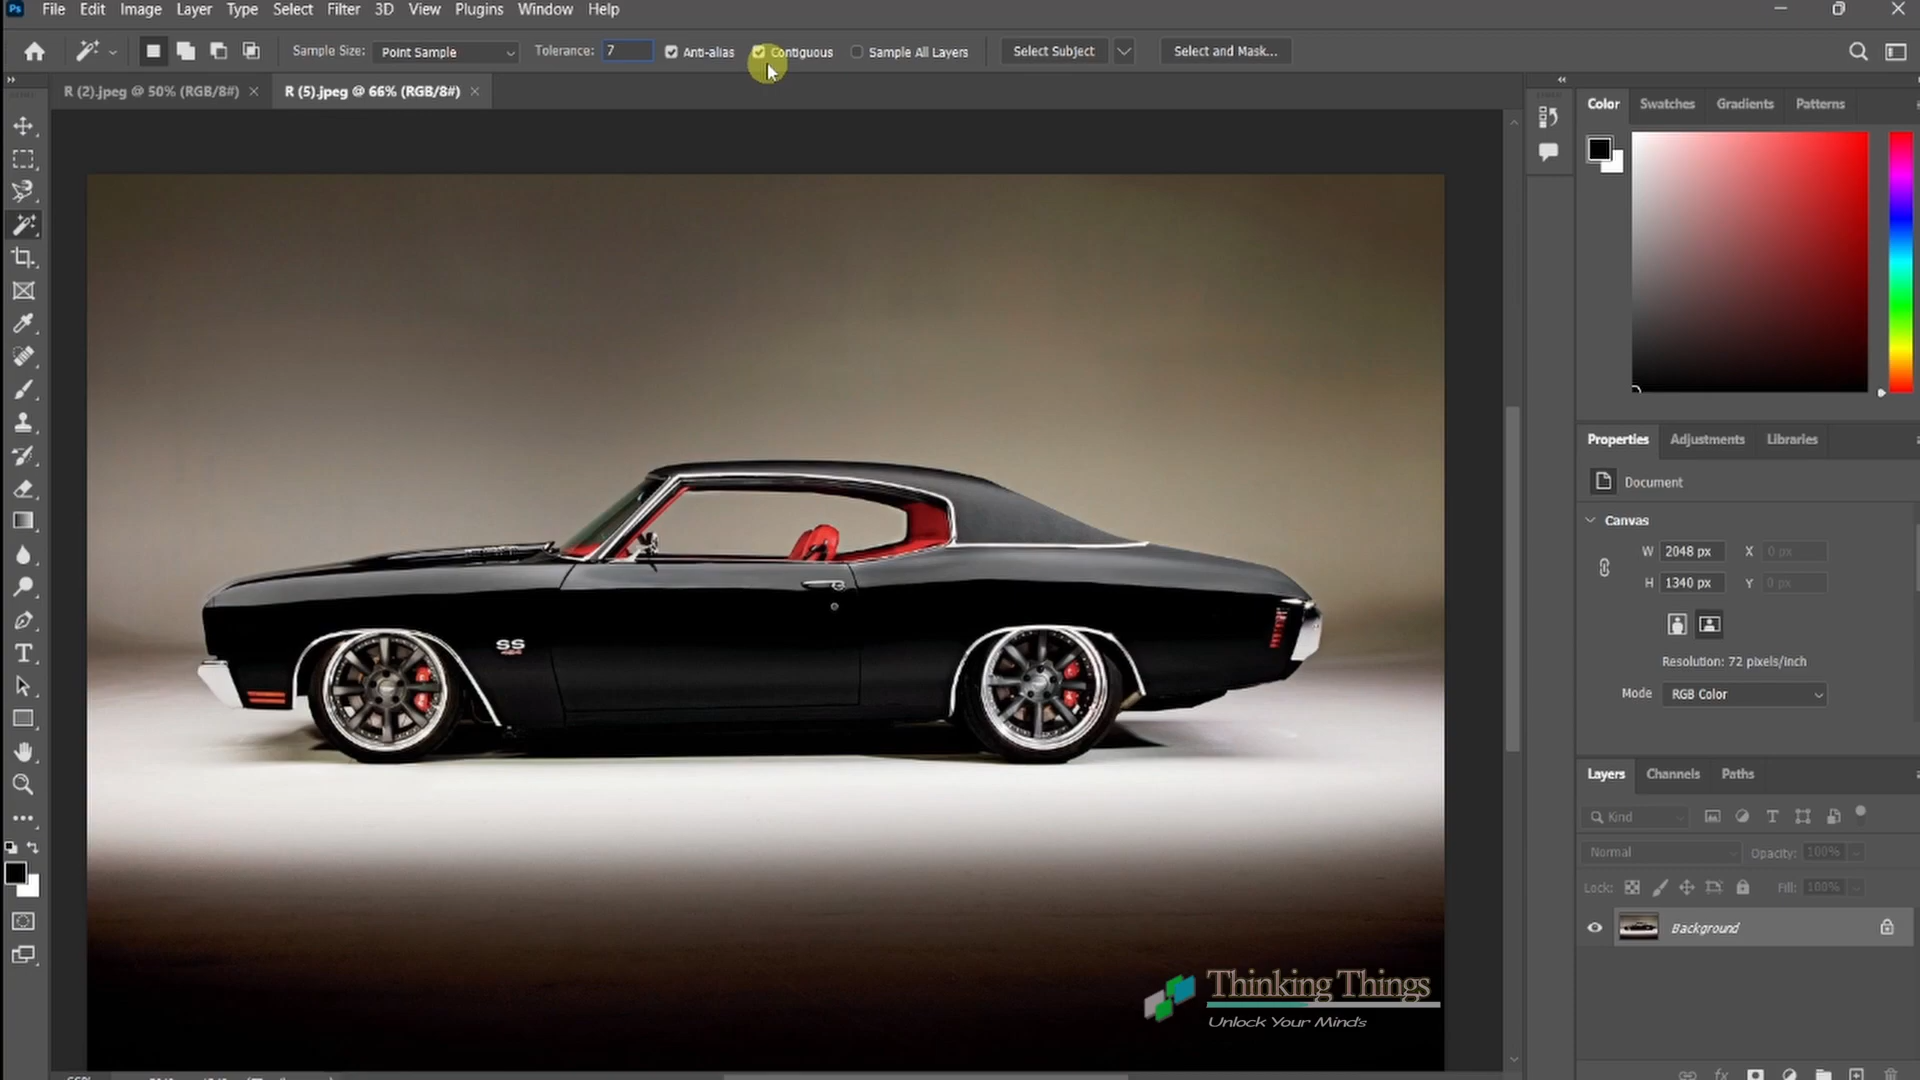 Ps File Edit Image Layer Type Select Filter 3D View Plugins Window Help
Sample Size: Point Sample Tolerance: 7 Anti-alias Contiguous Sample All Layers Select Subject Select and Mask...
R (2).jpeg @ 50% (RGB/8#) R (5).jpeg @ 66% (RGB/8#)
Color Swatches Gradients Patterns
Properties Adjustments Libraries
Document
Canvas
W 2048 px X 0 px
H 1340 px Y 0 px
Resolution: 72 pixels/inch
Mode RGB Color
SS
Layers Channels Paths
Kind
Normal Opacity: 100%
Lock: Fill: 100%
Background
Thinking Things
Unlock Your Mind's